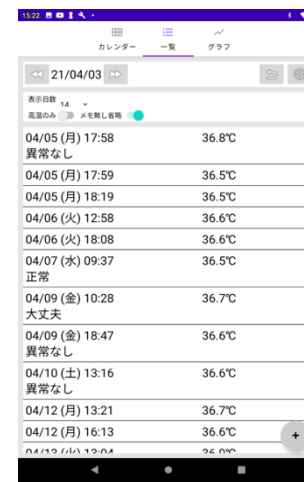 15:22
カレンダー 一覧 グラフ
21/04/03
表示日数 14
高温のみ メモ無し省略
04/05 (月) 17:58 36.8℃
異常なし
04/05 (月) 17:59 36.5℃
04/05 (月) 18:19 36.5℃
04/06 (火) 12:58 36.6℃
04/06 (火) 18:08 36.6℃
04/07 (水) 09:37 36.5℃
正常
04/09 (金) 10:28 36.7℃
大丈夫
04/09 (金) 18:47 36.6℃
異常なし
04/10 (土) 13:16 36.6℃
異常なし
04/12 (月) 13:21 36.7℃
04/12 (月) 16:13 36.6℃